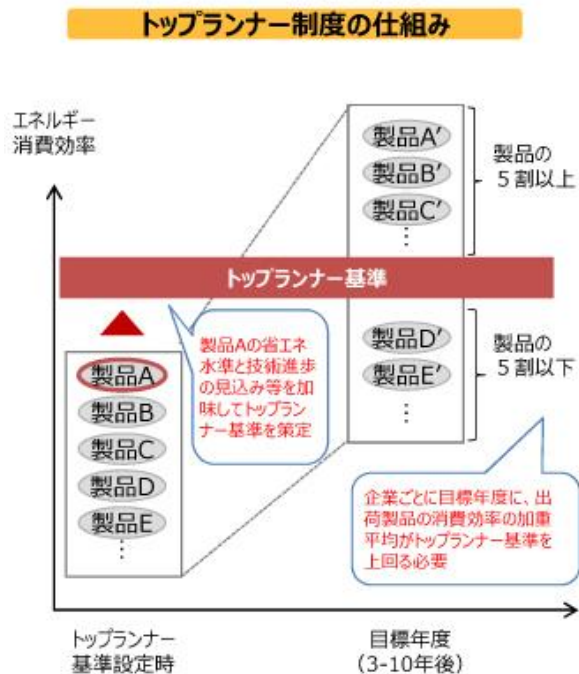 トップランナー制度の仕組み
エネルギー
消費効率
製品A′
製品B′
製品C′
⋮
製品の
５割以上
トップランナー基準
製品Aの省エネ
水準と技術進歩
の見込み等を加
味してトップラン
ナー基準を策定
製品D′
製品E′
⋮
製品の
５割以下
製品A
製品B
製品C
製品D
製品E
⋮
企業ごとに目標年度に、出
荷製品の消費効率の加重
平均がトップランナー基準を
上回る必要
トップランナー
基準設定時
目標年度
（3-10年後）